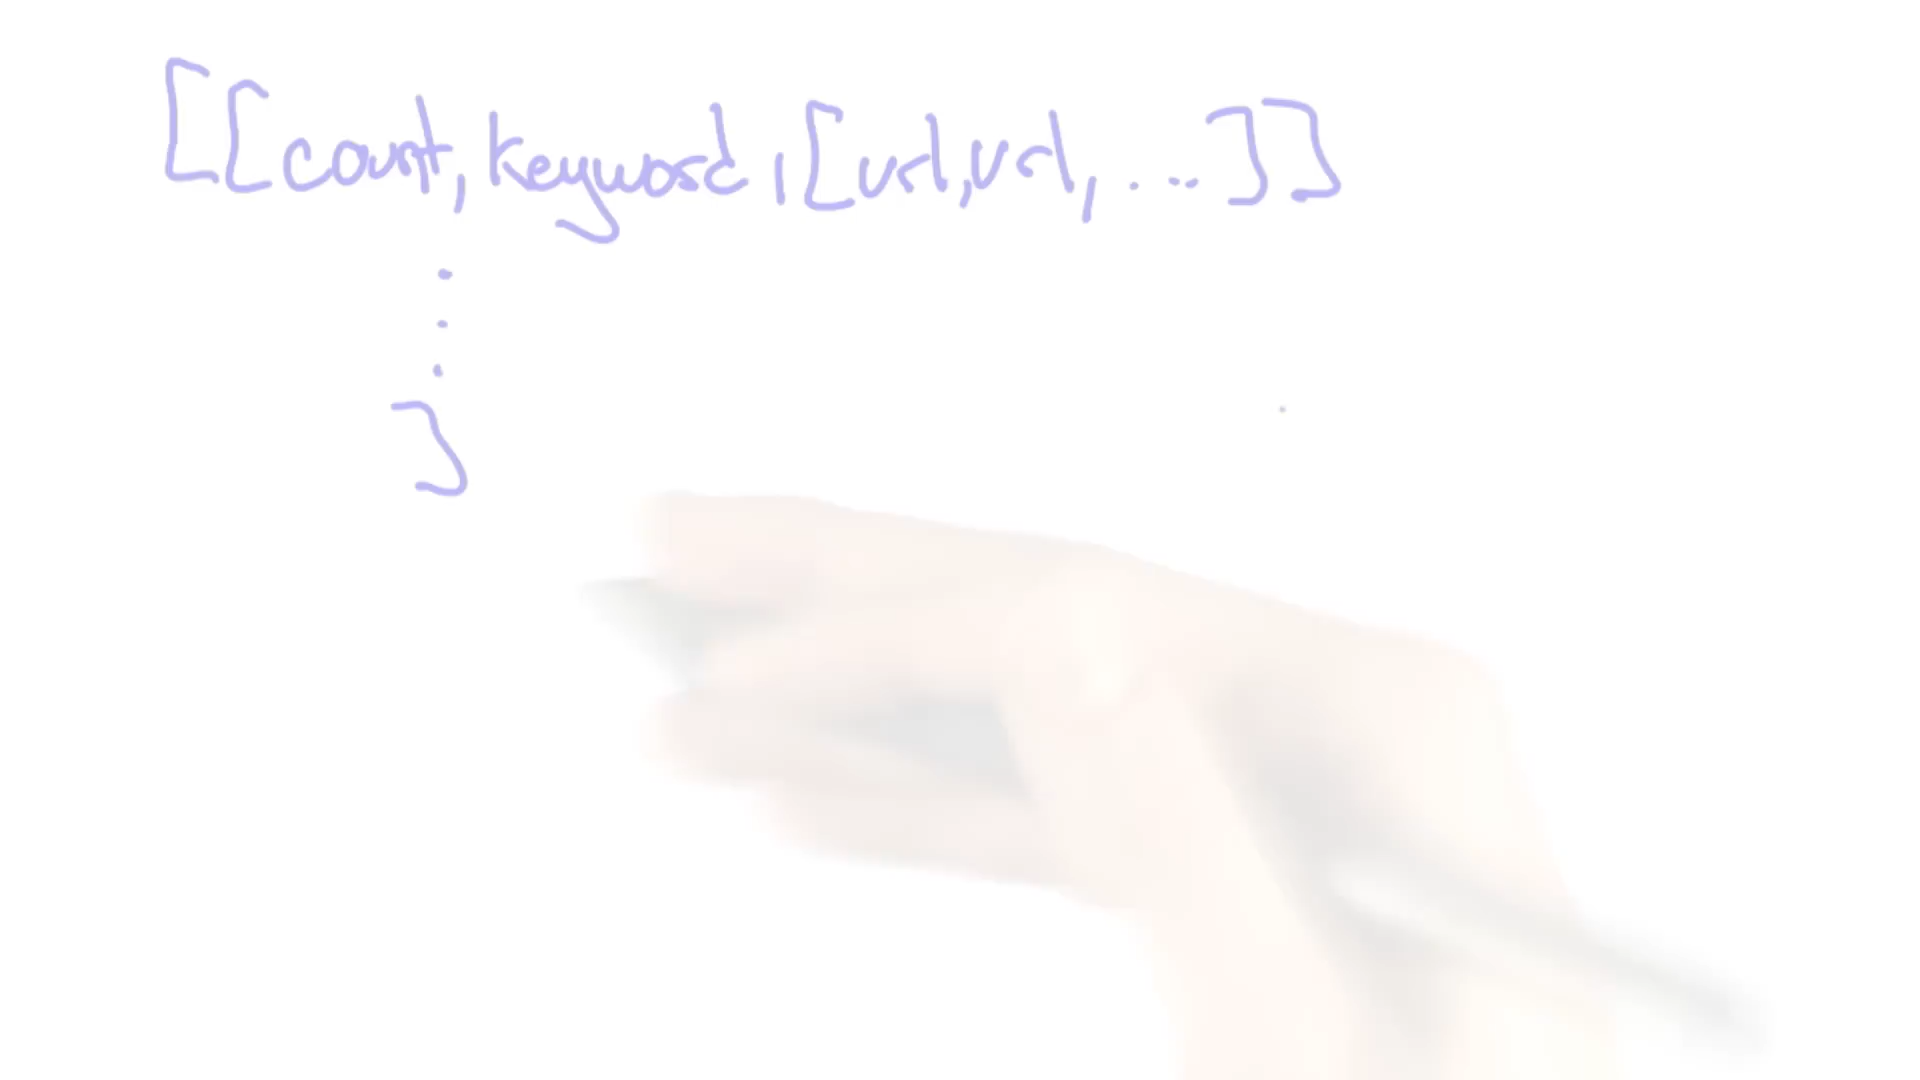 [[count, keyword, [url, url, ...]]
.
.
.
]